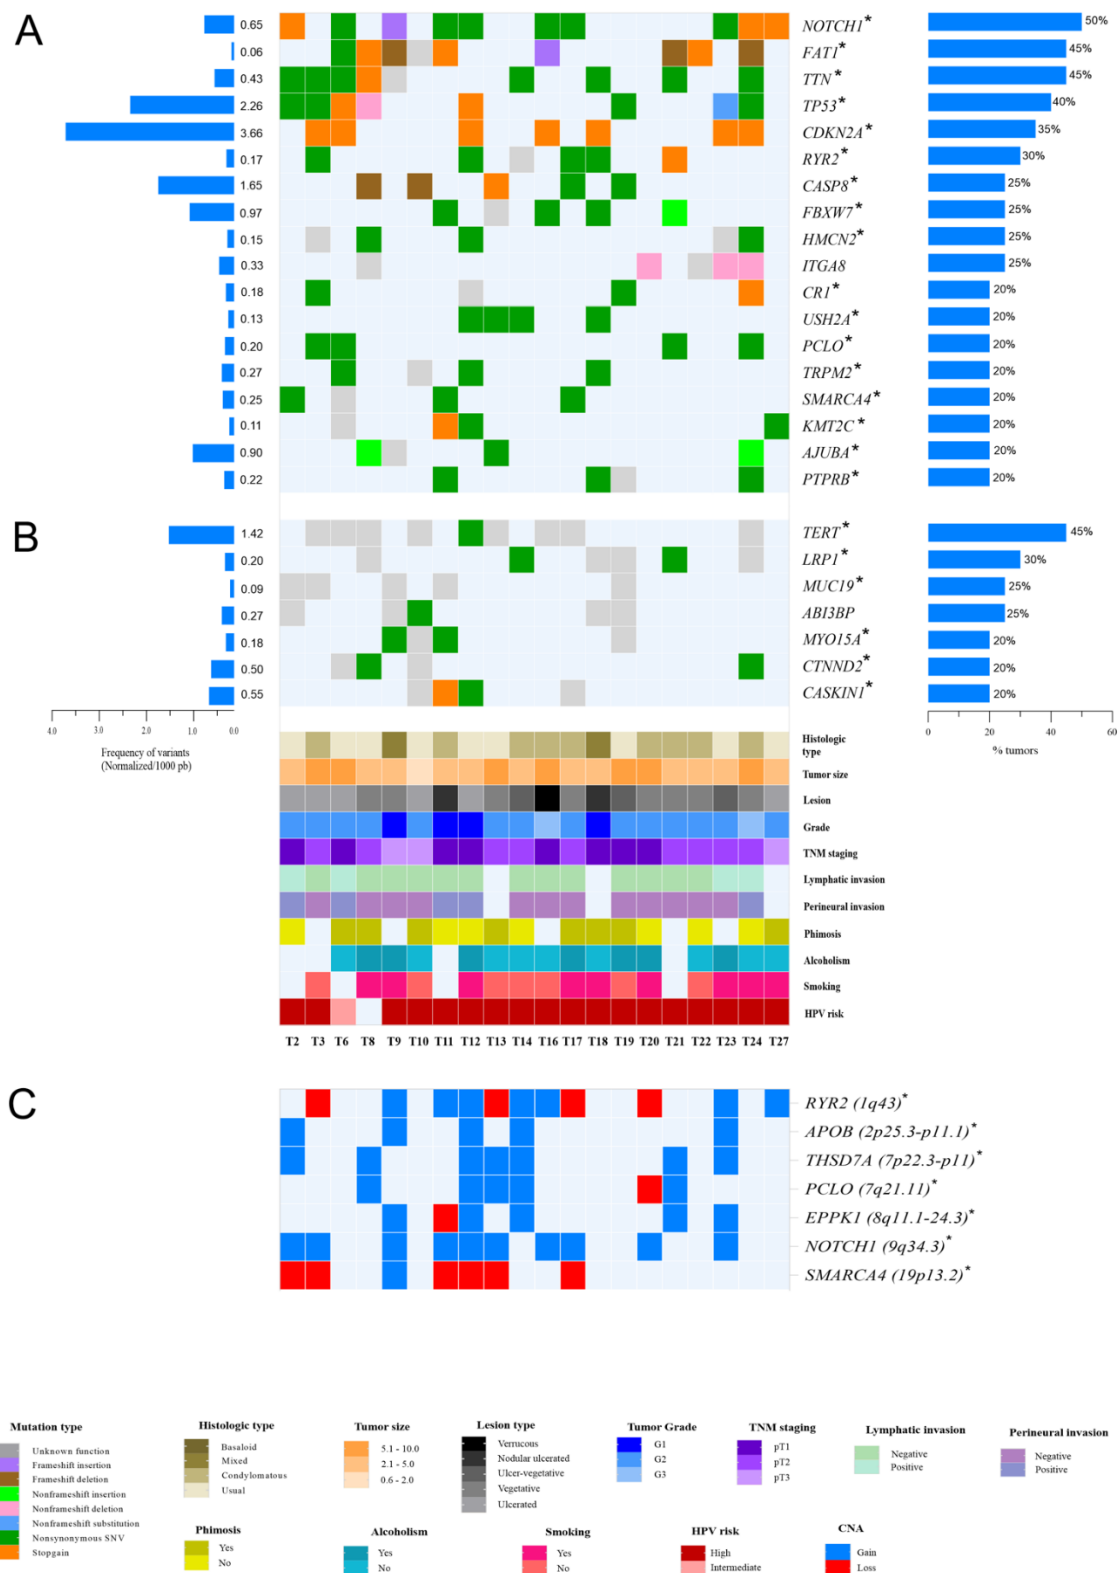 A
0.65 NOTCH1* 50%
0.06 FAT1* 45%
0.43 TTN* 45%
2.26 TP53* 40%
3.66 CDKN2A* 35%
0.17 RYR2* 30%
1.65 CASP8* 25%
0.97 FBXW7* 25%
0.15 HMCN2* 25%
0.33 ITGA8 25%
0.18 CR1* 20%
0.13 USH2A* 20%
0.20 PCLO* 20%
0.27 TRPM2* 20%
0.25 SMARCA4* 20%
0.11 KMT2C* 20%
0.90 AJUBA* 20%
0.22 PTPRB* 20%
B
1.42 TERT* 45%
0.20 LRP1* 30%
0.09 MUC19* 25%
0.27 ABI3BP 25%
0.18 MYO15A* 20%
0.50 CTNND2* 20%
0.55 CASKIN1* 20%
4.0 3.0 2.0 1.0 0.0
Frequency of variants
(Normalized/1000 pb)
0 20 40 60
% tumors
Histologic
type
Tumor size
Lesion
Grade
TNM staging
Lymphatic invasion
Perineural invasion
Phimosis
Alcoholism
Smoking
HPV risk
T2 T3 T6 T8 T9 T10 T11 T12 T13 T14 T16 T17 T18 T19 T20 T21 T22 T23 T24 T27
C
RYR2 (1q43)*
APOB (2p25.3-p11.1)*
THSD7A (7p22.3-p11)*
PCLO (7q21.11)*
EPPK1 (8q11.1-24.3)*
NOTCH1 (9q34.3)*
SMARCA4 (19p13.2)*
Mutation type
Unknown function
Frameshift insertion
Frameshift deletion
Nonframeshift insertion
Nonframeshift deletion
Nonframeshift substitution
Nonsynonymous SNV
Stopgain
Histologic type
Basaloid
Mixed
Condylomatous
Usual
Tumor size
5.1 - 10.0
2.1 - 5.0
0.6 - 2.0
Lesion type
Verrucous
Nodular ulcerated
Ulcer-vegetative
Vegetative
Ulcerated
Tumor Grade
G1
G2
G3
TNM staging
pT1
pT2
pT3
Lymphatic invasion
Negative
Positive
Perineural invasion
Negative
Positive
Phimosis
Yes
No
Alcoholism
Yes
No
Smoking
Yes
No
HPV risk
High
Intermediate
CNA
Gain
Loss